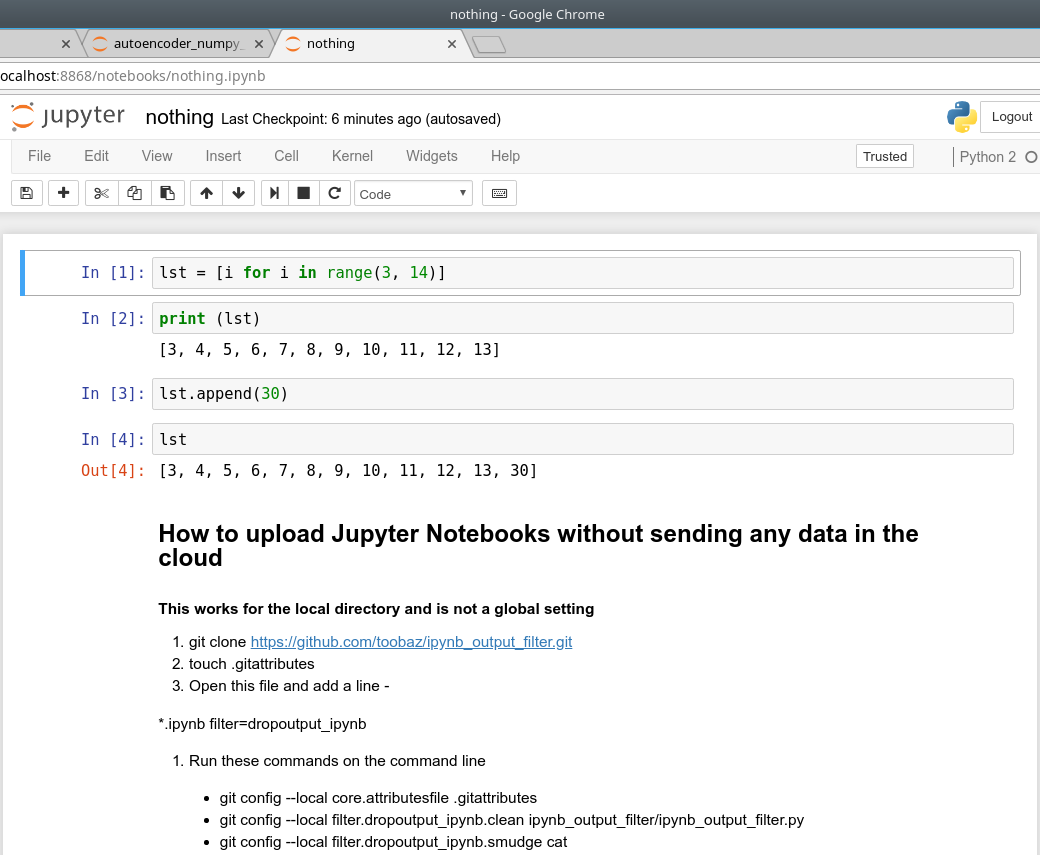 nothing - Google Chrome
autoencoder_numpy_ nothing
ocalhost:8868/notebooks/nothing.ipynb
jupyter nothing Last Checkpoint: 6 minutes ago (autosaved) Logout
File Edit View Insert Cell Kernel Widgets Help Trusted Python 2
Code
In [1]: lst = [i for i in range(3, 14)]
In [2]: print (lst)
[3, 4, 5, 6, 7, 8, 9, 10, 11, 12, 13]
In [3]: lst.append(30)
In [4]: lst
Out[4]: [3, 4, 5, 6, 7, 8, 9, 10, 11, 12, 13, 30]
How to upload Jupyter Notebooks without sending any data in the
cloud
This works for the local directory and is not a global setting
1. git clone https://github.com/toobaz/ipynb_output_filter.git
2. touch .gitattributes
3. Open this file and add a line -
*.ipynb filter=dropoutput_ipynb
1. Run these commands on the command line
• git config --local core.attributesfile .gitattributes
• git config --local filter.dropoutput_ipynb.clean ipynb_output_filter/ipynb_output_filter.py
• git config --local filter.dropoutput_ipynb.smudge cat